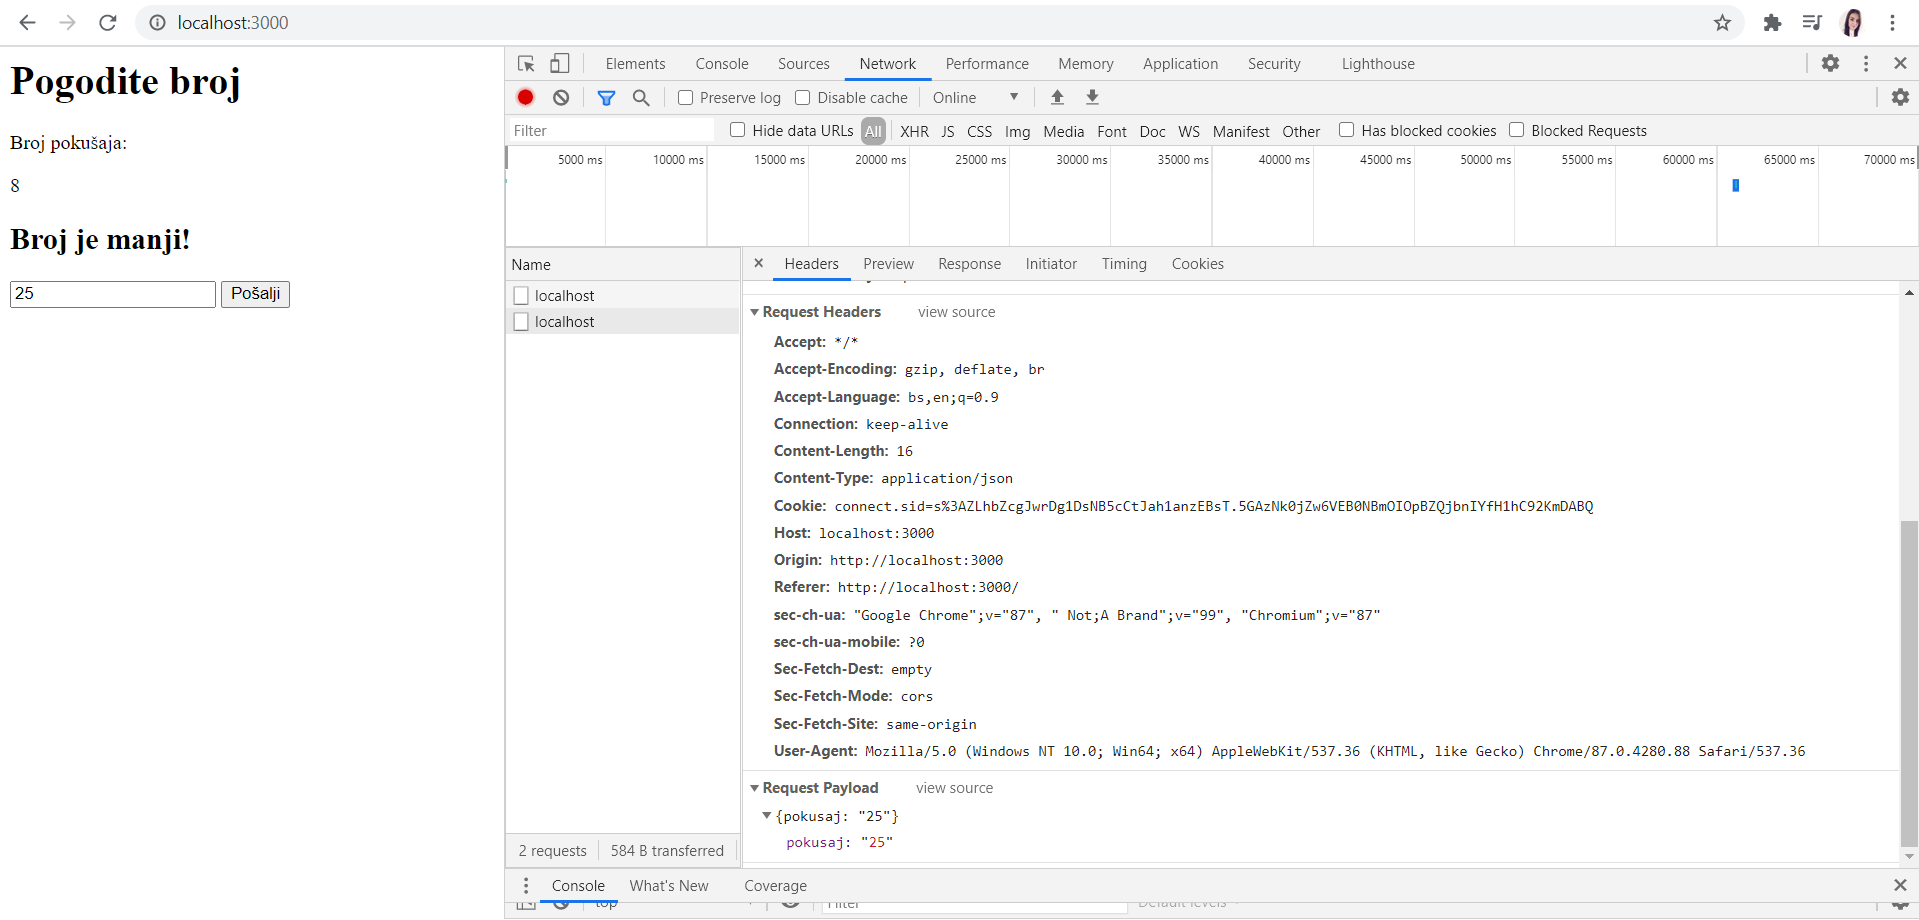 localhost:3000
Pogodite broj
Broj pokušaja:
8
Broj je manji!
25 Pošalji
Elements Console Sources Network Performance Memory Application Security Lighthouse
Preserve log Disable cache Online
Filter Hide data URLs All XHR JS CSS Img Media Font Doc WS Manifest Other Has blocked cookies Blocked Requests
5000 ms 10000 ms 15000 ms 20000 ms 25000 ms 30000 ms 35000 ms 40000 ms 45000 ms 50000 ms 55000 ms 60000 ms 65000 ms 70000 ms
Name
localhost
localhost
2 requests 584 B transferred
Headers Preview Response Initiator Timing Cookies
Request Headers view source
Accept: */*
Accept-Encoding: gzip, deflate, br
Accept-Language: bs,en;q=0.9
Connection: keep-alive
Content-Length: 16
Content-Type: application/json
Cookie: connect.sid=s%3AZLhbZcgJwrDg1DsNB5cCtJah1anzEBsT.5GAzNk0jZw6VEB0NBmOIOpBZQjbnIYfH1hC92KmDABQ
Host: localhost:3000
Origin: http://localhost:3000
Referer: http://localhost:3000/
sec-ch-ua: "Google Chrome";v="87", " Not;A Brand";v="99", "Chromium";v="87"
sec-ch-ua-mobile: ?0
Sec-Fetch-Dest: empty
Sec-Fetch-Mode: cors
Sec-Fetch-Site: same-origin
User-Agent: Mozilla/5.0 (Windows NT 10.0; Win64; x64) AppleWebKit/537.36 (KHTML, like Gecko) Chrome/87.0.4280.88 Safari/537.36
Request Payload view source
{pokusaj: "25"}
pokusaj: "25"
Console What's New Coverage
top Filter Default levels